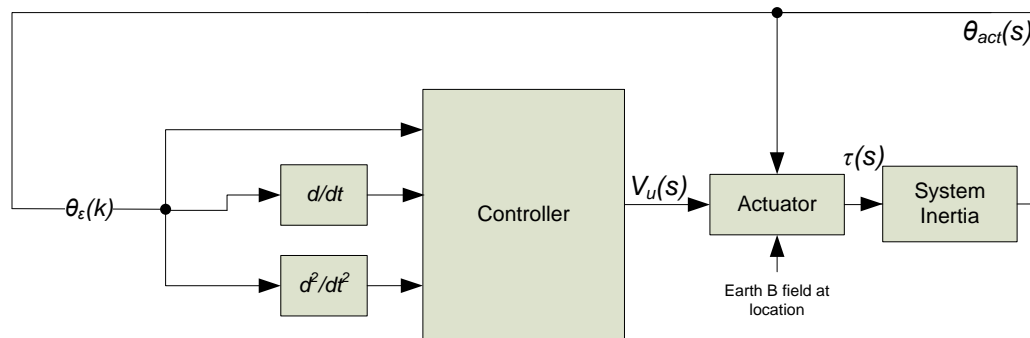 θact(s)
θε(k)
d/dt
d²/dt²
Controller
Vu(s)
Actuator
τ(s)
System
Inertia
Earth B field at
location